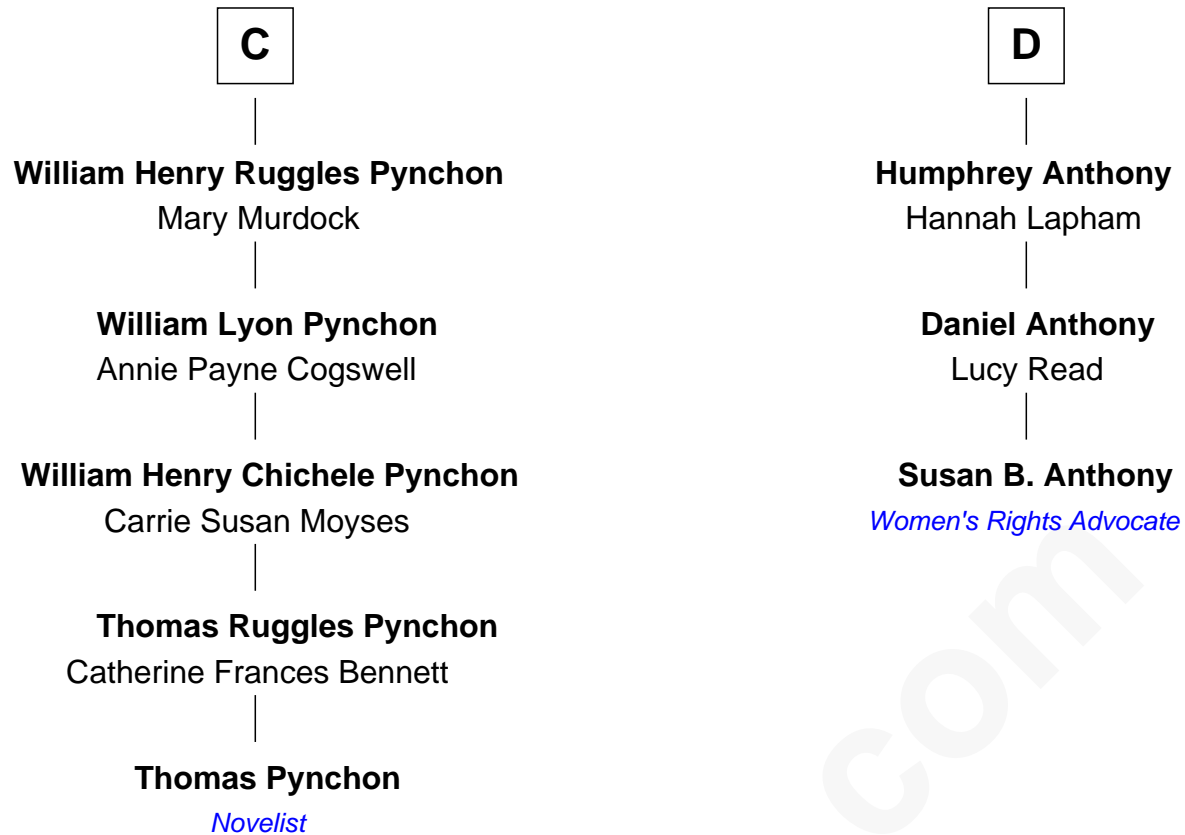 C
William Henry Ruggles Pynchon
Mary Murdock
William Lyon Pynchon
Annie Payne Cogswell
William Henry Chichele Pynchon
Carrie Susan Moyses
Thomas Ruggles Pynchon
Catherine Frances Bennett
Thomas Pynchon
Novelist
D
Humphrey Anthony
Hannah Lapham
Daniel Anthony
Lucy Read
Susan B. Anthony
Women's Rights Advocate
com